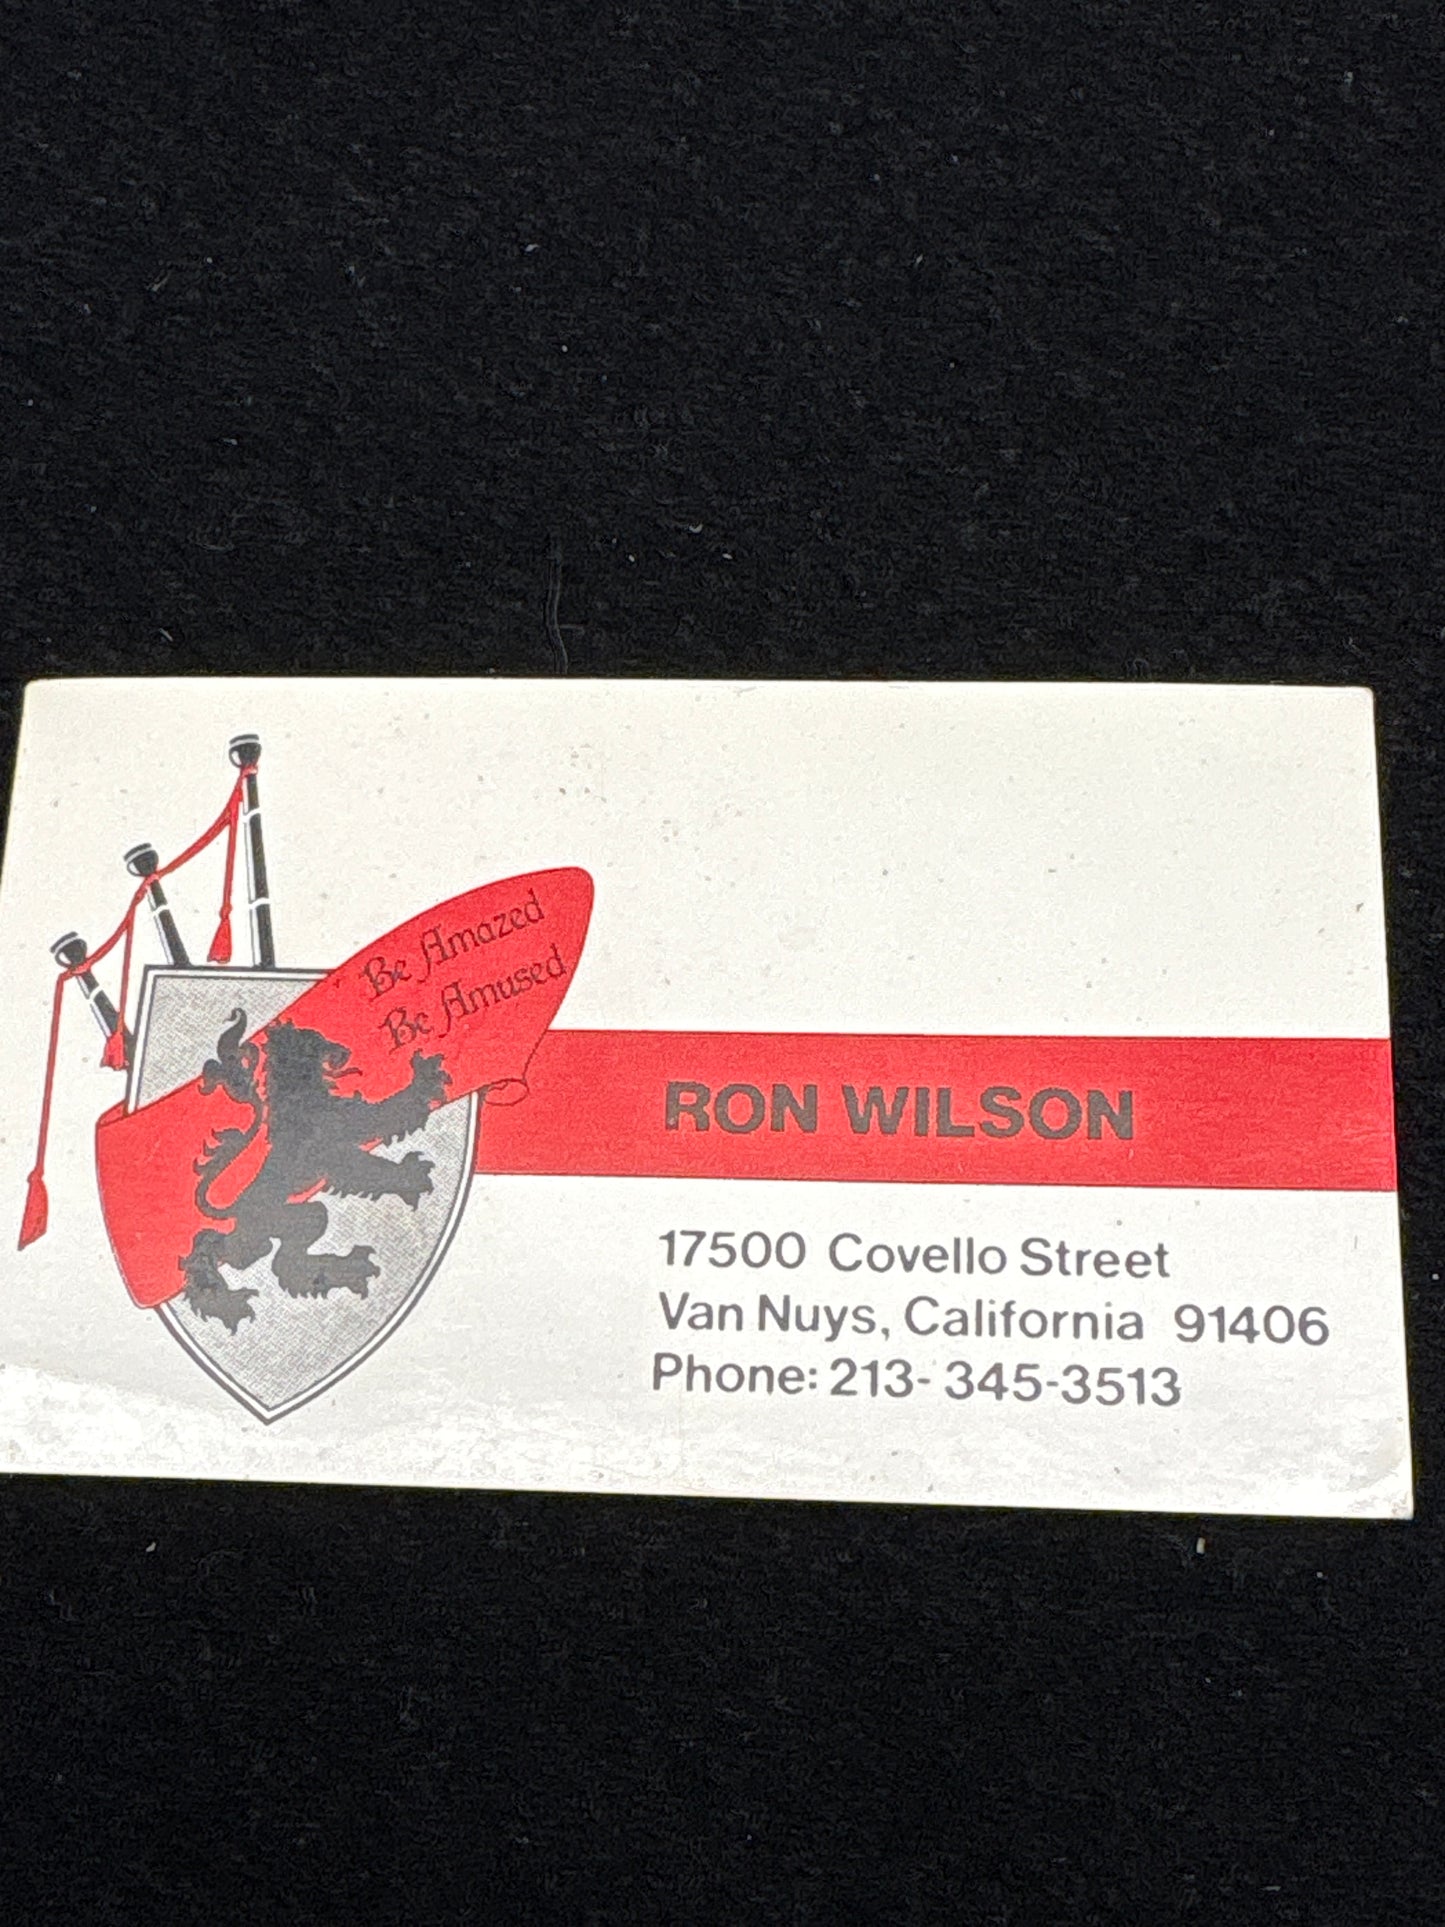 Be Amazed
Be Amused
RON WILSON
17500 Covello Street
Van Nuys, California 91406
Phone: 213-345-3513